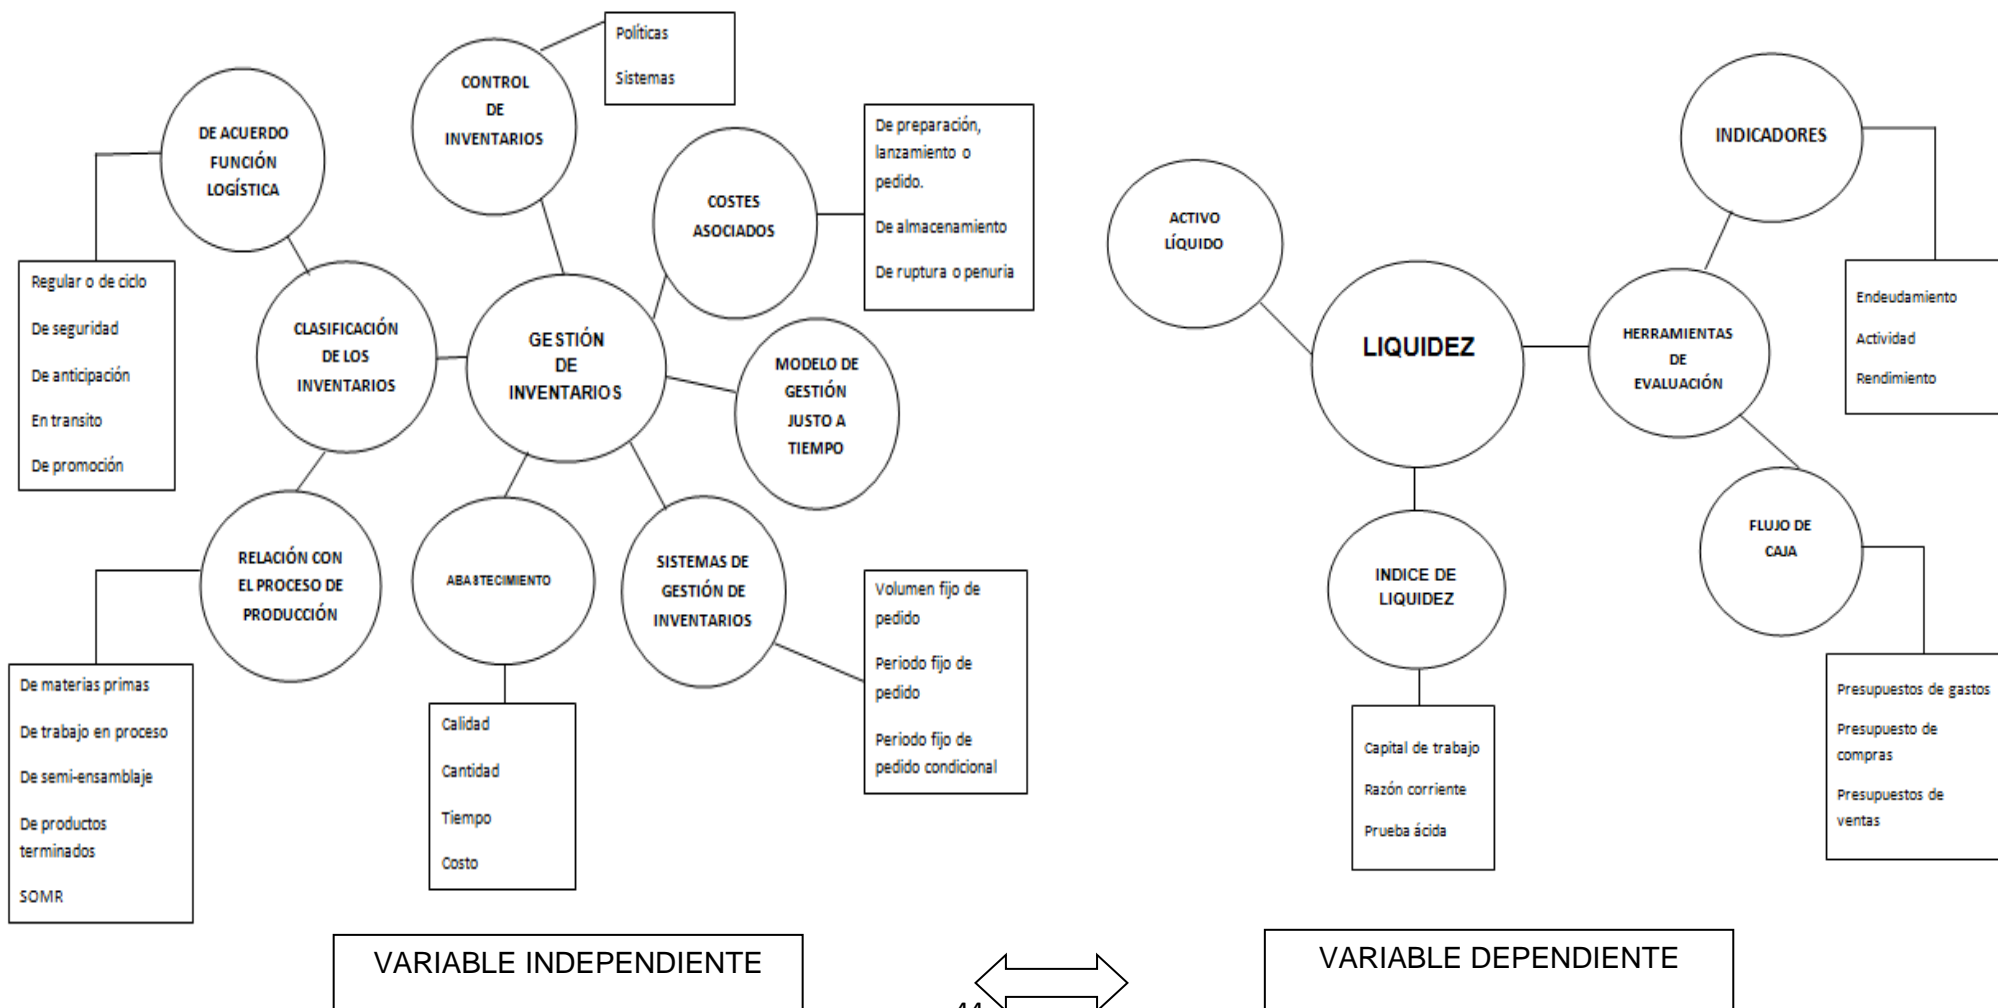 Políticas
Sistemas
CONTROL
DE
INVENTARIOS
DE ACUERDO
FUNCIÓN
LOGÍSTICA
De preparación,
lanzamiento o
pedido.
De almacenamiento
De ruptura o penuria
COSTES
ASOCIADOS
Regular o de ciclo
De seguridad
De anticipación
En transito
De promoción
CLASIFICACIÓN
DE LOS
INVENTARIOS
GESTIÓN
DE
INVENTARIOS
MODELO DE
GESTIÓN
JUSTO A
TIEMPO
RELACIÓN CON
EL PROCESO DE
PRODUCCIÓN
ABASTECIMIENTO
SISTEMAS DE
GESTIÓN DE
INVENTARIOS
Volumen fijo de
pedido
Periodo fijo de
pedido
Periodo fijo de
pedido condicional
De materias primas
De trabajo en proceso
De semi-ensamblaje
De productos
terminados
SOMR
Calidad
Cantidad
Tiempo
Costo
VARIABLE INDEPENDIENTE
INDICADORES
ACTIVO
LÍQUIDO
LIQUIDEZ
HERRAMIENTAS
DE
EVALUACIÓN
Endeudamiento
Actividad
Rendimiento
FLUJO DE
CAJA
INDICE DE
LIQUIDEZ
Presupuestos de gastos
Presupuesto de
compras
Presupuestos de
ventas
Capital de trabajo
Razón corriente
Prueba ácida
VARIABLE DEPENDIENTE